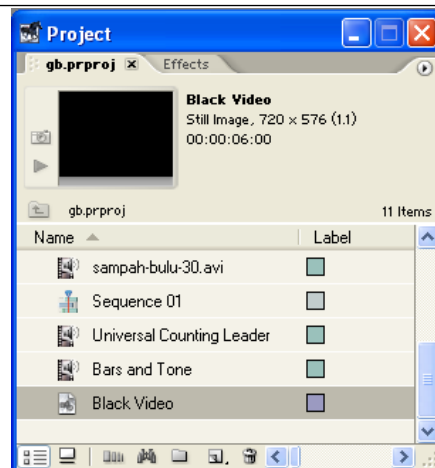 Project
gb.prproj Effects
Black Video
Still Image, 720 x 576 (1.1)
00:00:06:00
gb.prproj 11 Items
Name Label
sampah-bulu-30.avi
Sequence 01
Universal Counting Leader
Bars and Tone
Black Video